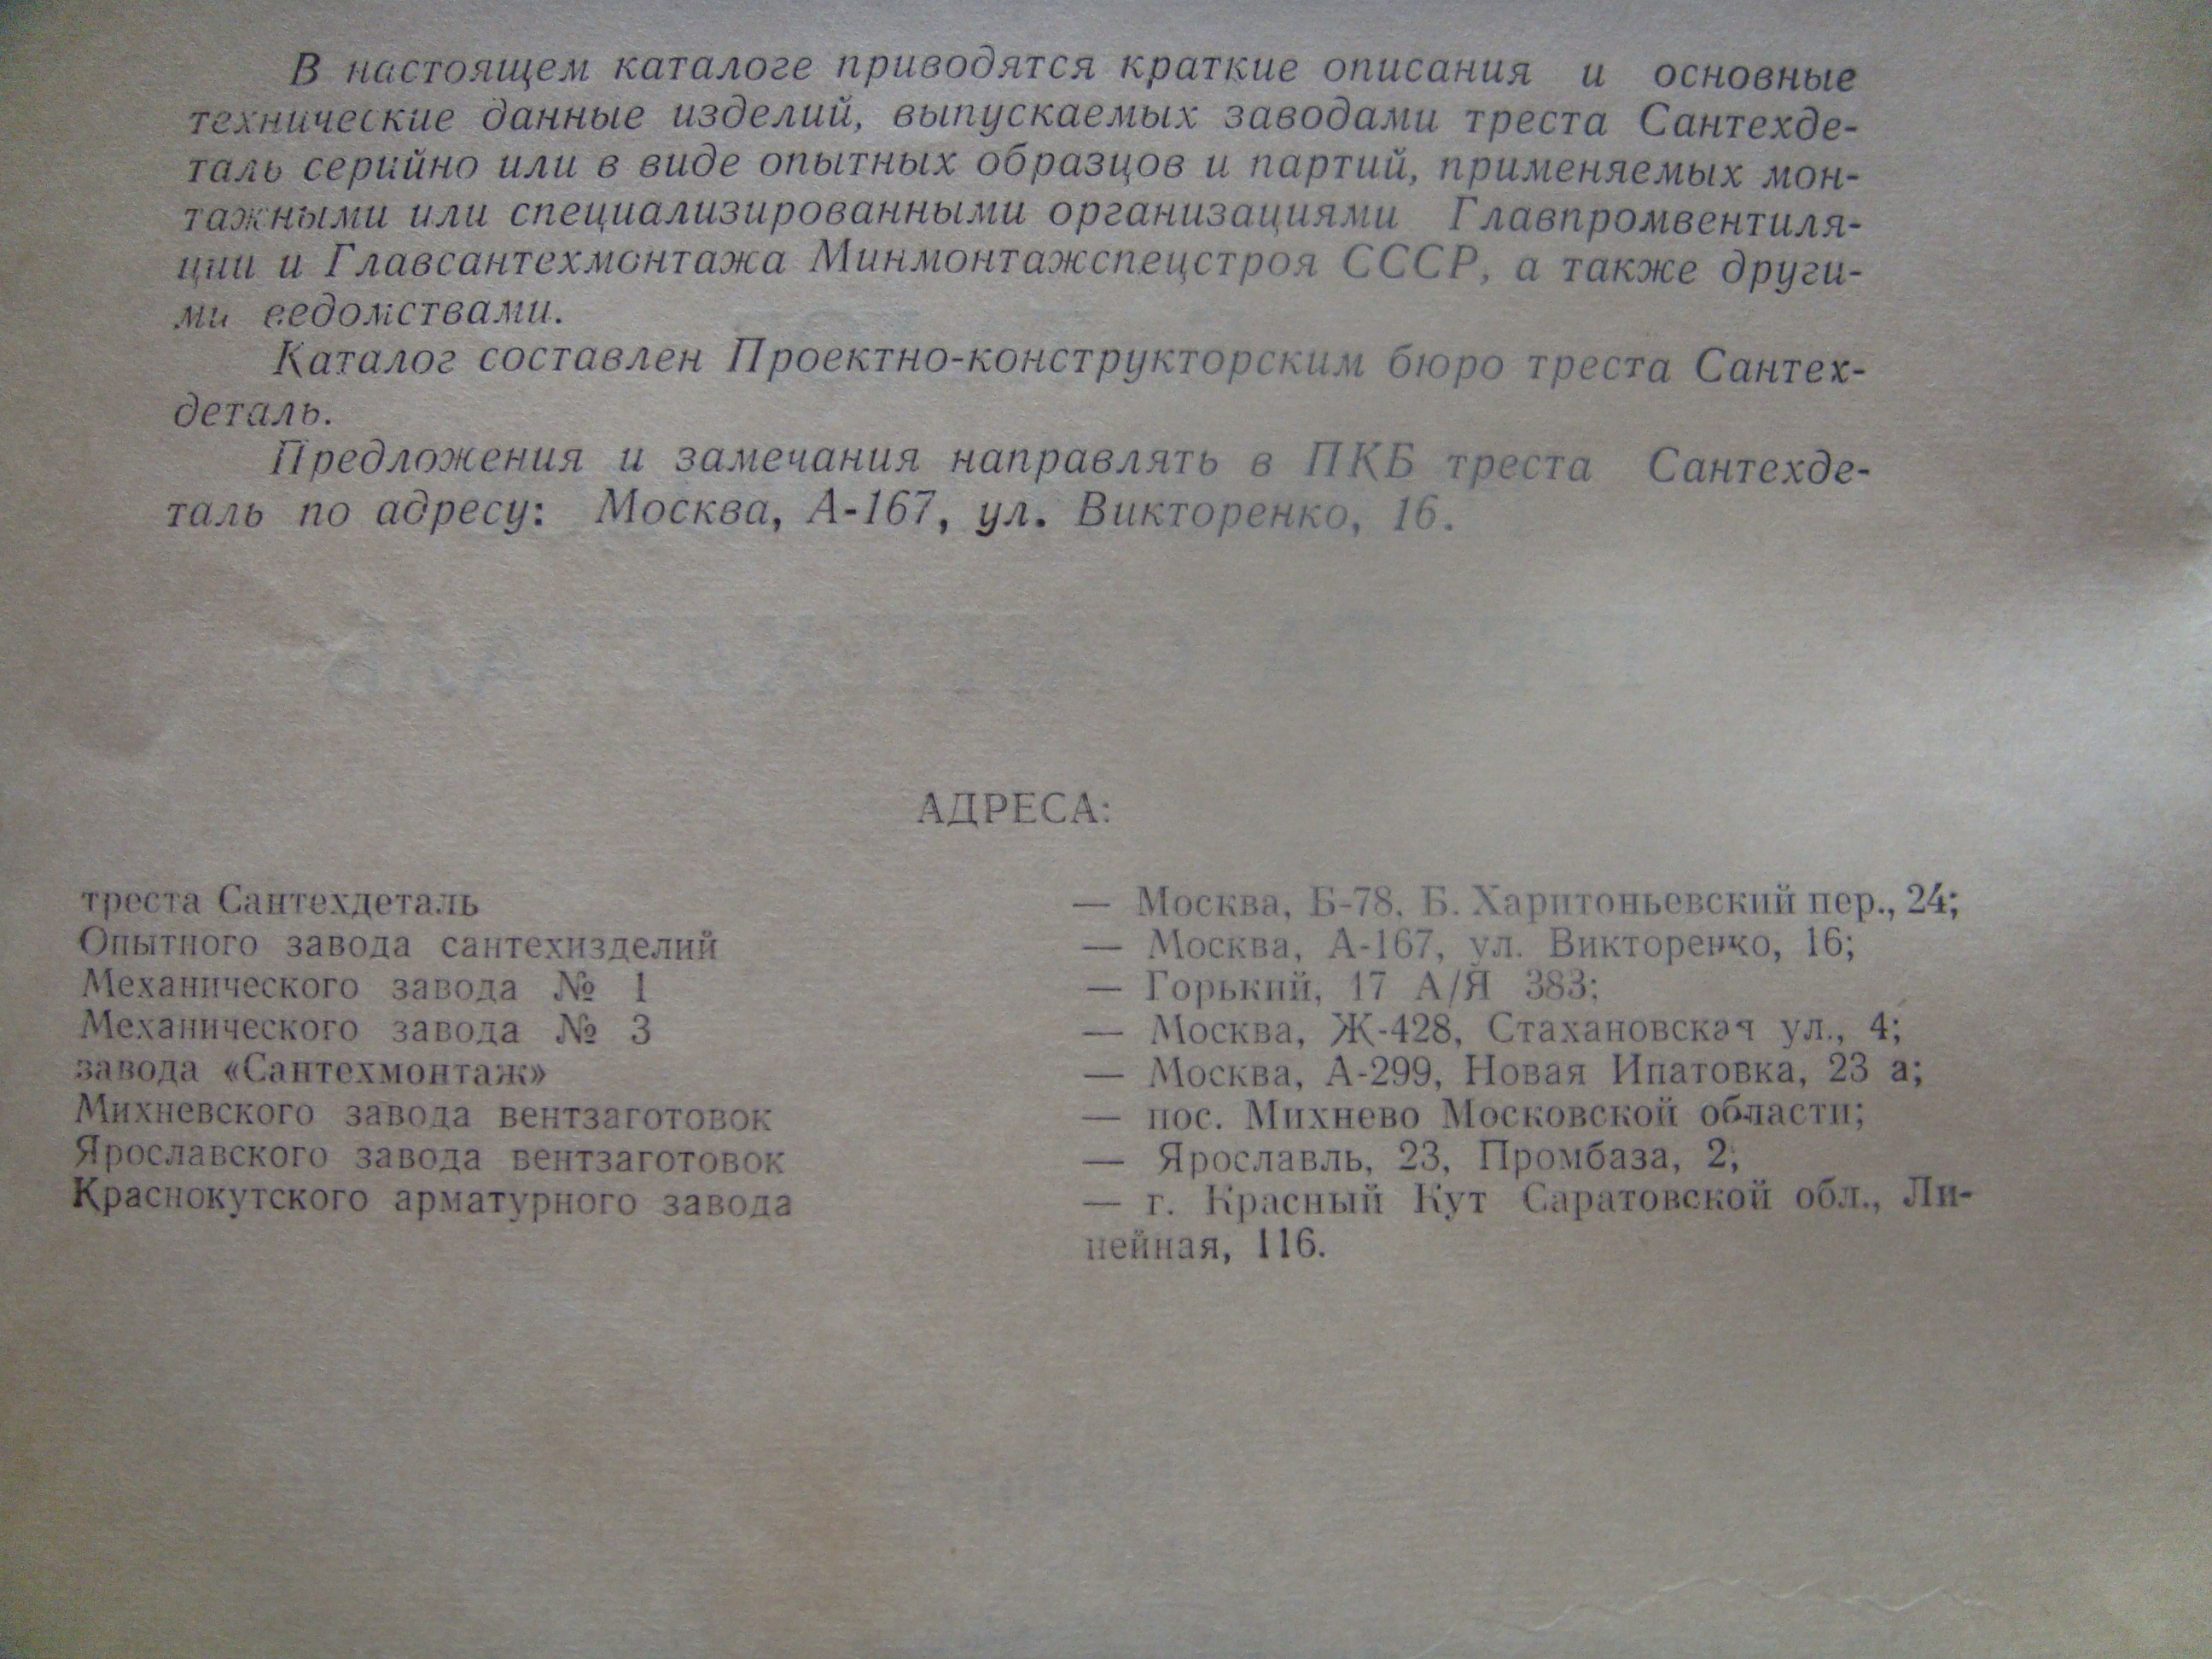 В настоящем каталоге приводятся краткие описания и основные
технические данные изделий, выпускаемых заводами треста Сантехде-
таль серийно или в виде опытных образцов и партий, применяемых мон-
тажными или специализированными организациями Главпромвентиля-
ции и Главсантехмонтажа Минмонтажспецстроя СССР, а также други-
ми ведомствами.
Каталог составлен Проектно-конструкторским бюро треста Сантех-
деталь.
Предложения и замечания направлять в ПКБ треста Сантехде-
таль по адресу: Москва, А-167, ул. Викторенко, 16.
АДРЕСА:
треста Сантехдеталь — Москва, Б-78, Б. Харитоньевский пер., 24;
Опытного завода сантехизделий — Москва, А-167, ул. Викторенко, 16;
Механического завода № 1 — Горький, 17 А/Я 383;
Механического завода № 3 — Москва, Ж-428, Стахановская ул., 4;
завода «Сантехмонтаж» — Москва, А-299, Новая Ипатовка, 23 а;
Михневского завода вентзаготовок — пос. Михнево Московской области;
Ярославского завода вентзаготовок — Ярославль, 23, Промбаза, 2;
Краснокутского арматурного завода — г. Красный Кут Саратовской обл., Ли-
нейная, 116.